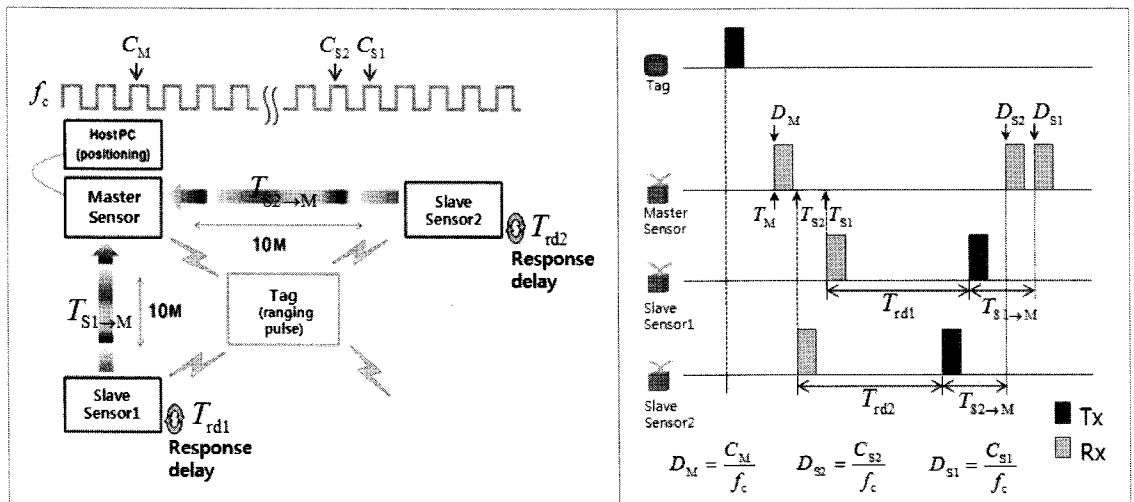 C_M C_S2 C_S1
f_c
Host PC
(positioning)
Master
Sensor
T_S2→M
Slave
Sensor2
T_rd2
Response
delay
10M
T_S1→M
10M
Tag
(ranging
pulse)
Slave
Sensor1
T_rd1
Response
delay
Tag
D_M D_S2 D_S1
Master
Sensor
T_M T_S2 T_S1
Slave
Sensor1
T_rd1 T_S1→M
Slave
Sensor2
T_rd2 T_S2→M
Tx
Rx
D_M = C_M / f_c D_S2 = C_S2 / f_c D_S1 = C_S1 / f_c